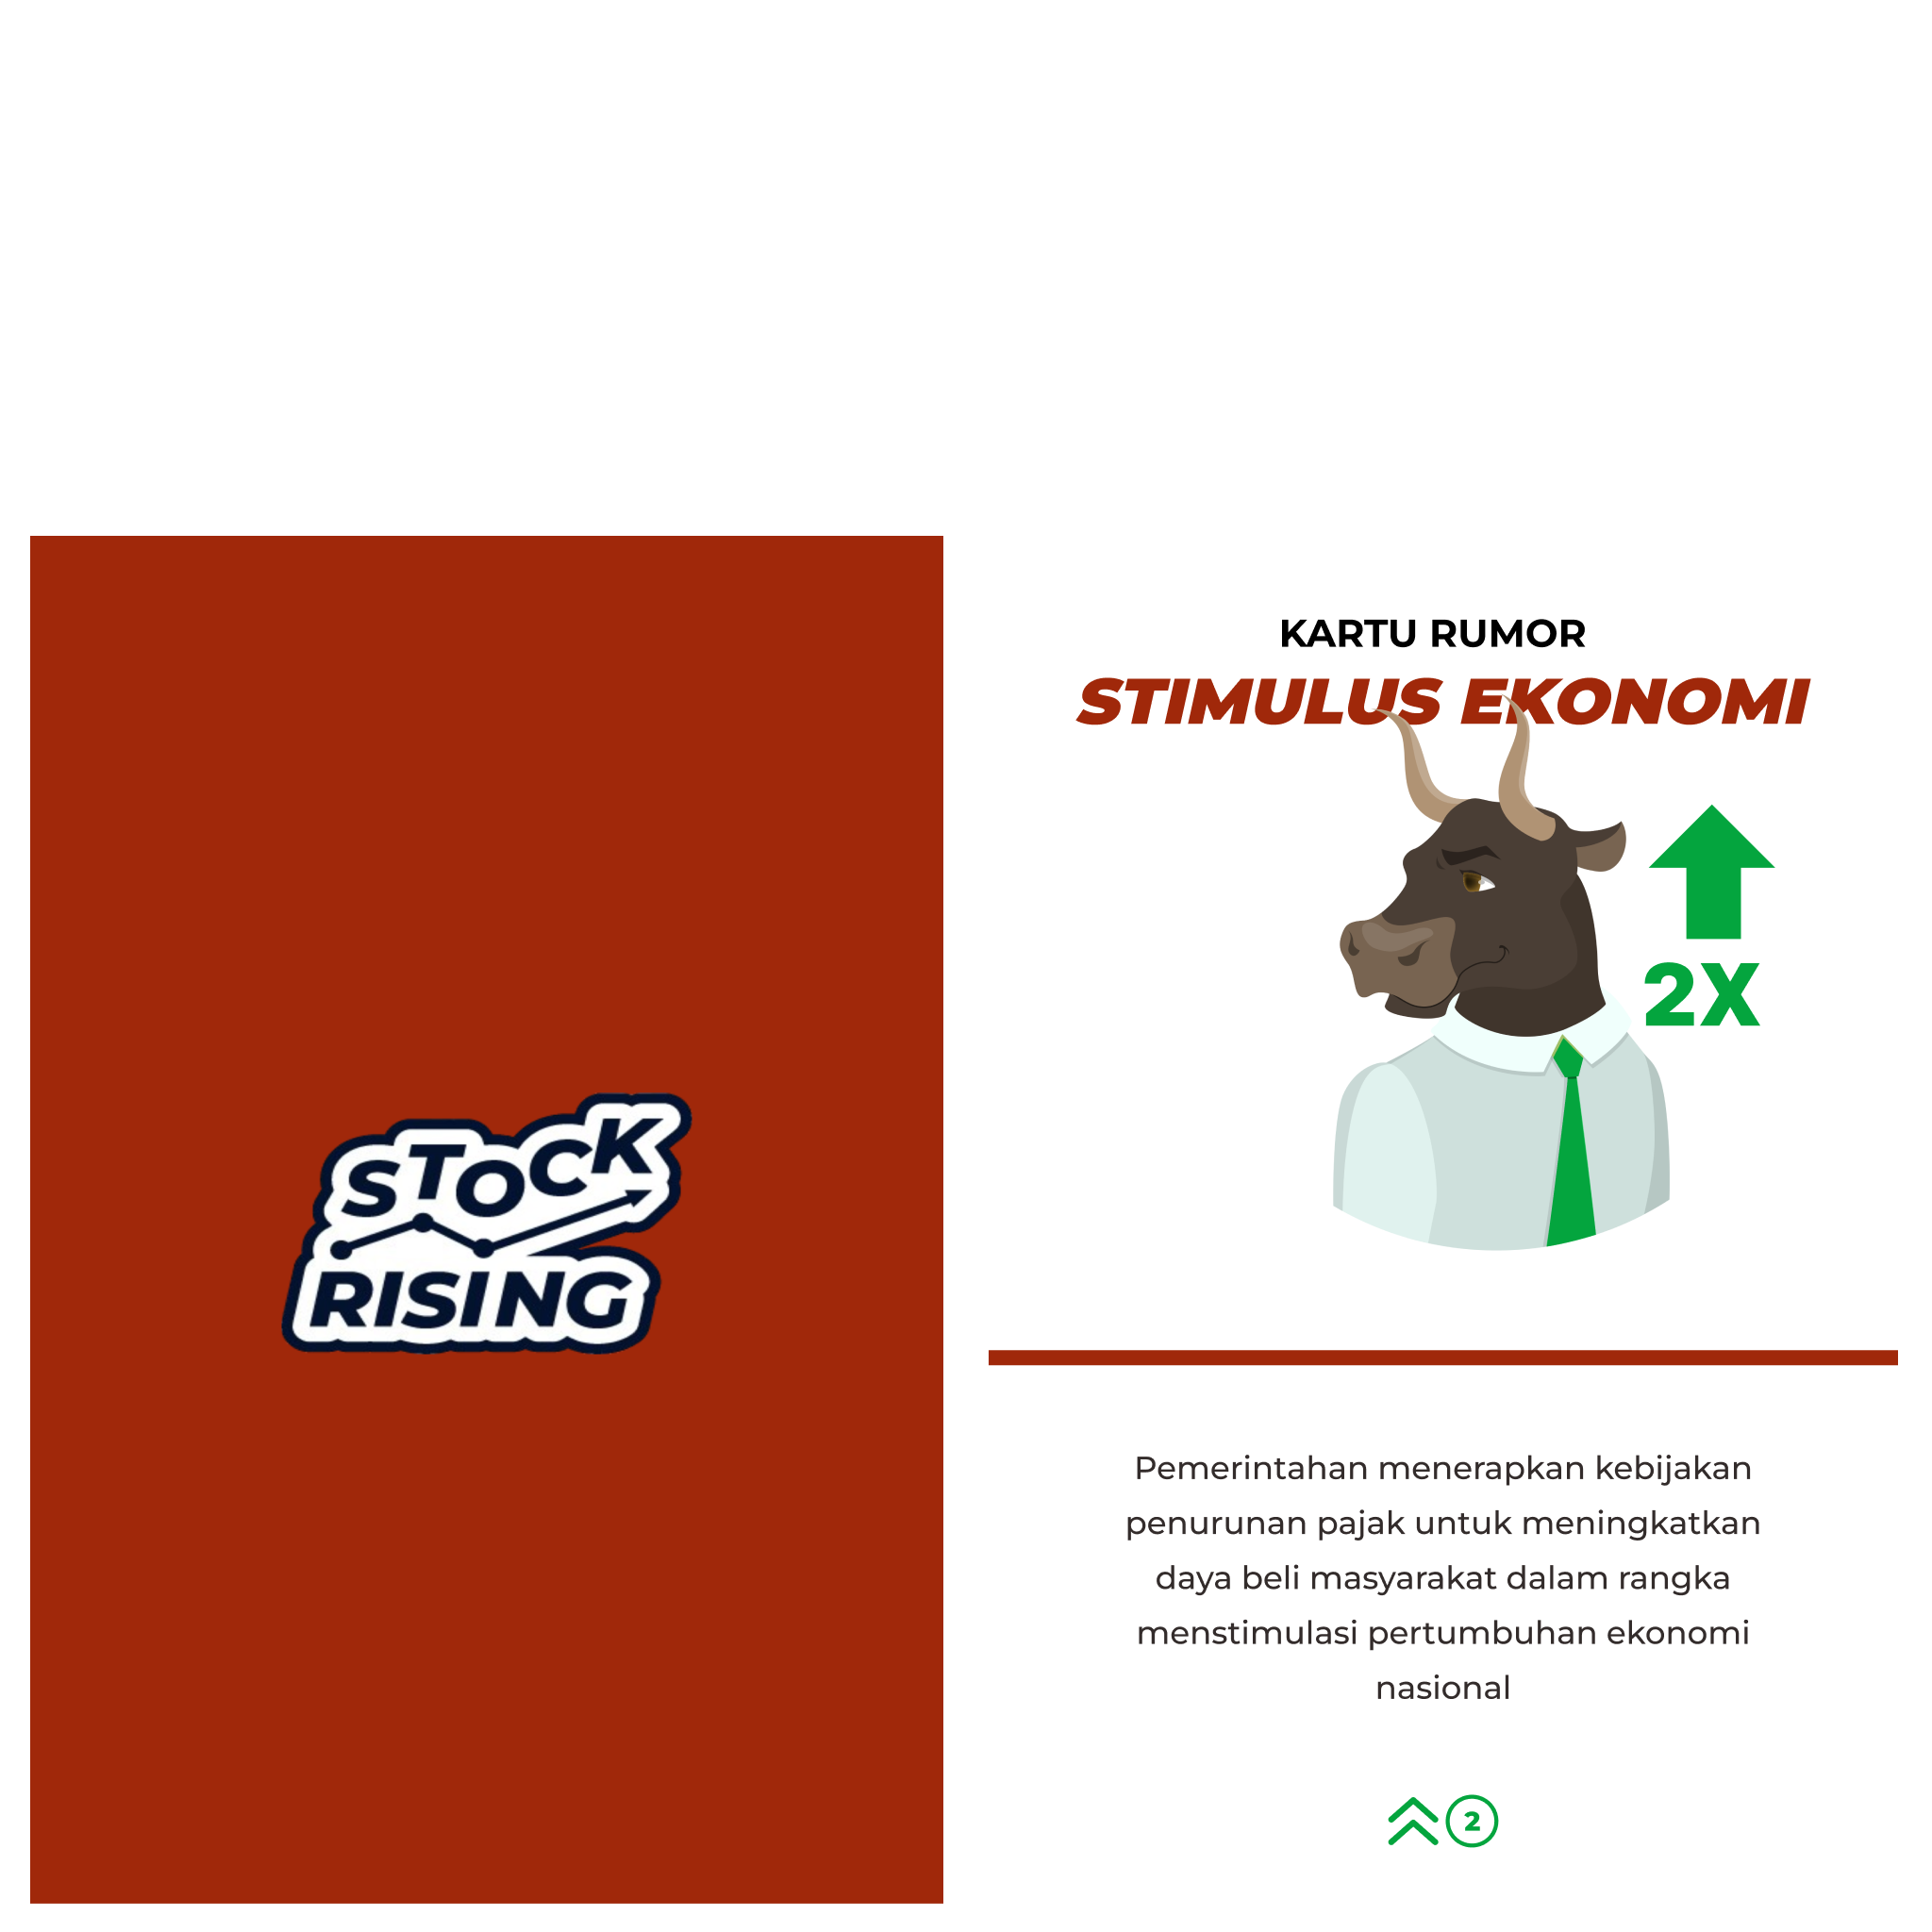 STOCK
RISING
KARTU RUMOR
STIMULUS EKONOMI
2X
Pemerintahan menerapkan kebijakan
penurunan pajak untuk meningkatkan
daya beli masyarakat dalam rangka
menstimulasi pertumbuhan ekonomi
nasional
2